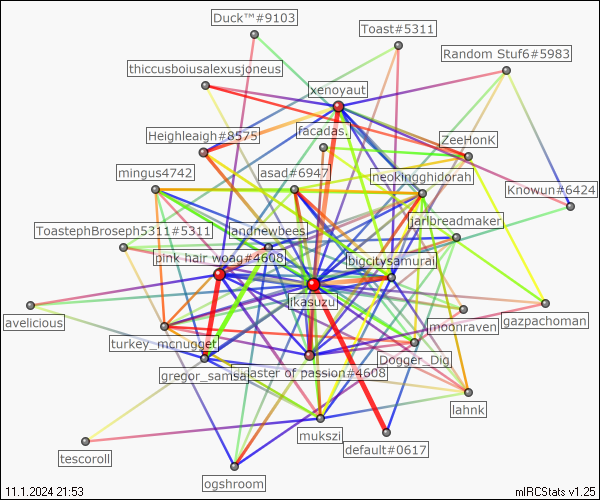 Duck™#9103
Toast#5311
Random Stuf6#5983
thiccusboiusalexusjoneus
xenoyaut
Heighleigh#8575
facadas.
ZeeHonK
mingus4742
asad#6947
neokingghidorah
Knowun#6424
jarlbreadmaker
ToastephBroseph5311#5311
landnewbees
pink hair woag#4608
bigcitysamurai
ikasuzu
avelicious
moonraven
gazpachoman
turkey_mcnugget
Dogger_Dig
gregor_samsa
master of passion#4608
lahnk
mukszi
default#0617
tescoroll
ogshroom
11.1.2024 21:53
mIRCStats v1.25